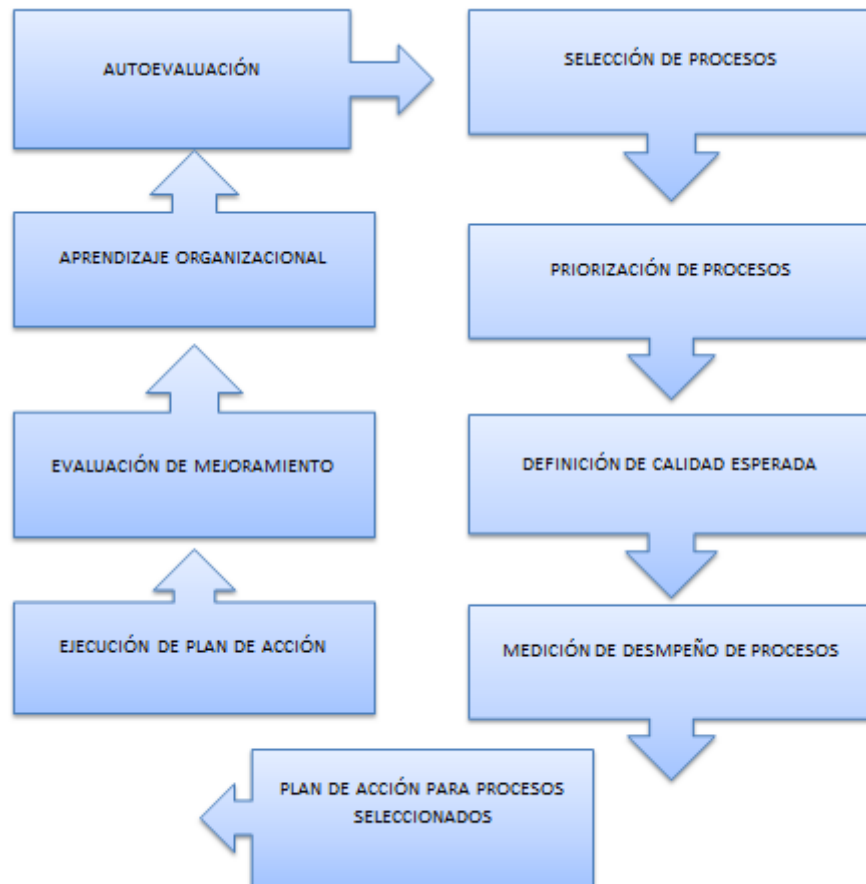 AUTOEVALUACIÓN
SELECCIÓN DE PROCESOS
PRIORIZACIÓN DE PROCESOS
DEFINICIÓN DE CALIDAD ESPERADA
MEDICIÓN DE DESMPEÑO DE PROCESOS
PLAN DE ACCIÓN PARA PROCESOS
SELECCIONADOS
EJECUCIÓN DE PLAN DE ACCIÓN
EVALUACIÓN DE MEJORAMIENTO
APRENDIZAJE ORGANIZACIONAL